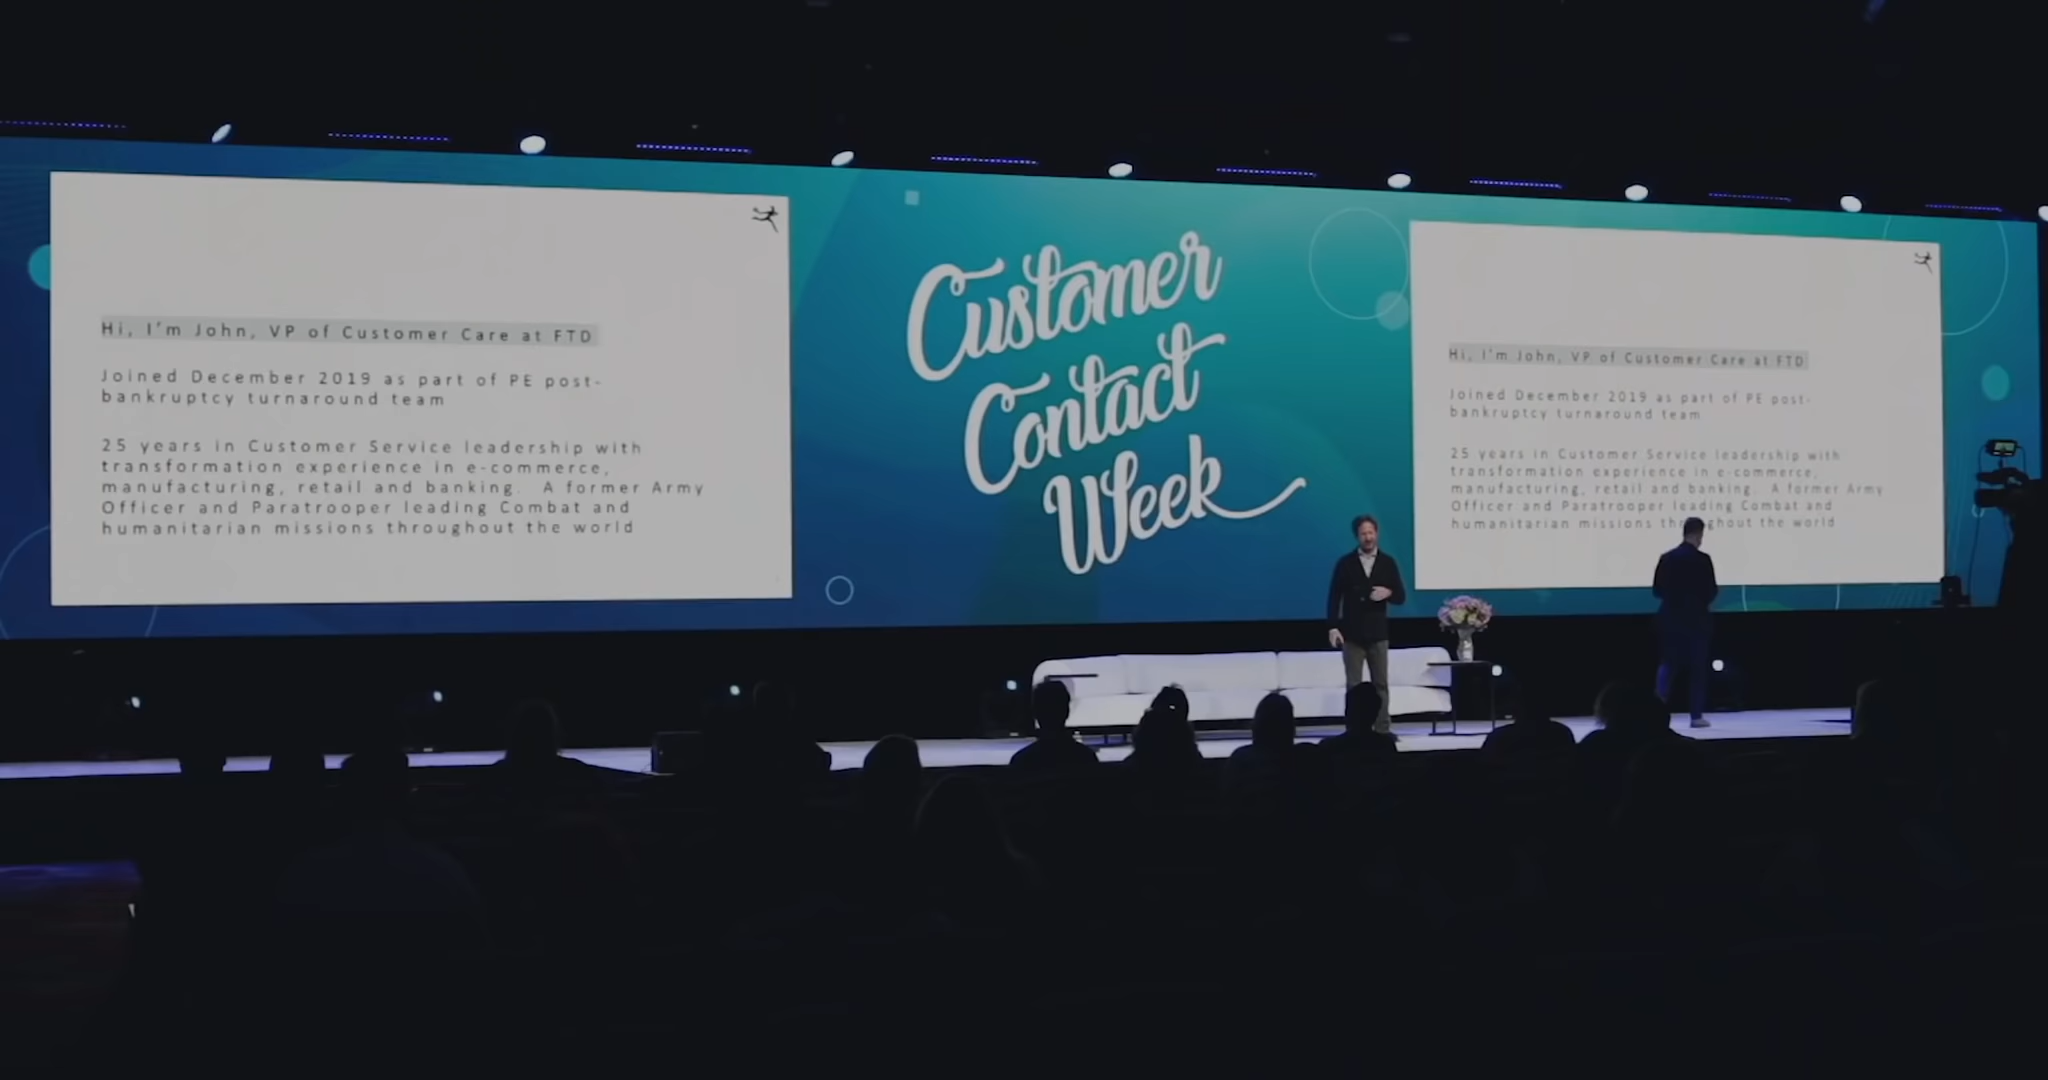 Hi, I'm John, VP of Customer Care at FTD
Joined December 2019 as part of PE post-
bankruptcy turnaround team
25 years in Customer Service leadership with
transformation experience in e-commerce,
manufacturing, retail and banking. A former Army
Officer and Paratrooper leading Combat and
humanitarian missions throughout the world
Customer
Contact
Week
Hi, I'm John, VP of Customer Care at FTD
Joined December 2019 as part of PE post-
bankruptcy turnaround team
25 years in Customer Service leadership with
transformation experience in e-commerce,
manufacturing, retail and banking. A former Army
Officer and Paratrooper leading Combat and
humanitarian missions throughout the world